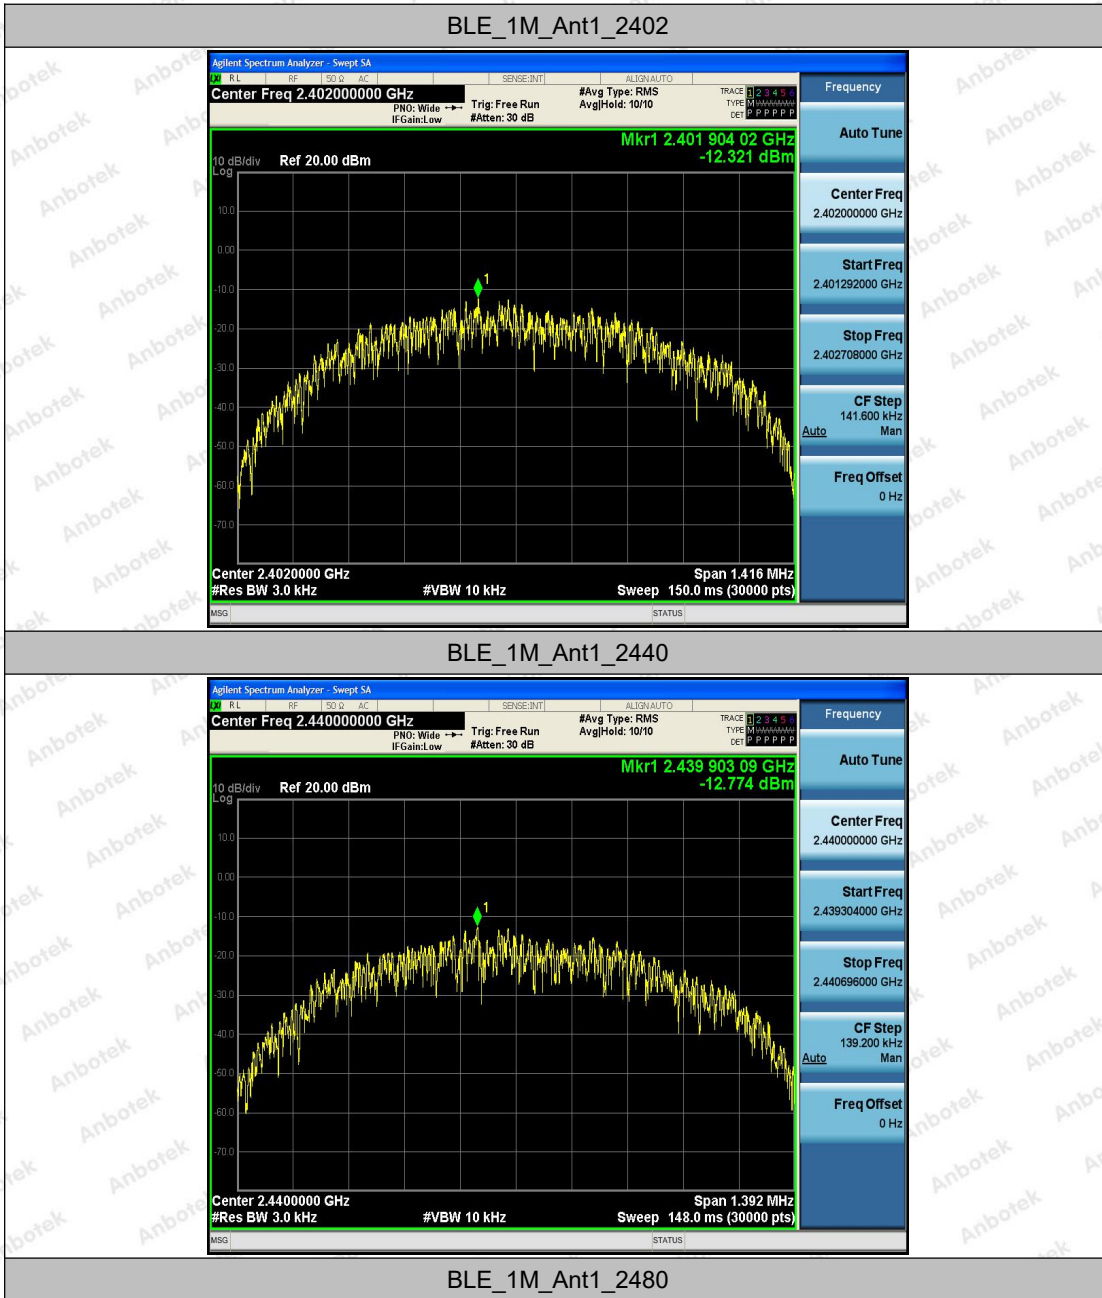 BLE_1M_Ant1_2402
Agilent Spectrum Analyzer - Swept SA
LXI RL RF 50 Ω AC SENSE:INT ALIGNAUTO
Center Freq 2.402000000 GHz
PNO: Wide
IFGain:Low
Trig: Free Run
#Atten: 30 dB
#Avg Type: RMS
Avg|Hold: 10/10
TRACE 1 2 3 4 5 6
TYPE M
DET P P P P P P
Mkr1 2.401 904 02 GHz
-12.321 dBm
10 dB/div
Log
Ref 20.00 dBm
10.0
0.00
-10.0
-20.0
-30.0
-40.0
-50.0
-60.0
-70.0
1
Center 2.4020000 GHz
Span 1.416 MHz
#Res BW 3.0 kHz
#VBW 10 kHz
Sweep 150.0 ms (30000 pts)
MSG
STATUS
Frequency
Auto Tune
Center Freq
2.402000000 GHz
Start Freq
2.401292000 GHz
Stop Freq
2.402708000 GHz
CF Step
141.600 kHz
Auto Man
Freq Offset
0 Hz
BLE_1M_Ant1_2440
Agilent Spectrum Analyzer - Swept SA
LXI RL RF 50 Ω AC SENSE:INT ALIGNAUTO
Center Freq 2.440000000 GHz
PNO: Wide
IFGain:Low
Trig: Free Run
#Atten: 30 dB
#Avg Type: RMS
Avg|Hold: 10/10
TRACE 1 2 3 4 5 6
TYPE M
DET P P P P P P
Mkr1 2.439 903 09 GHz
-12.774 dBm
10 dB/div
Log
Ref 20.00 dBm
10.0
0.00
-10.0
-20.0
-30.0
-40.0
-50.0
-60.0
-70.0
1
Center 2.4400000 GHz
Span 1.392 MHz
#Res BW 3.0 kHz
#VBW 10 kHz
Sweep 148.0 ms (30000 pts)
MSG
STATUS
Frequency
Auto Tune
Center Freq
2.440000000 GHz
Start Freq
2.439304000 GHz
Stop Freq
2.440696000 GHz
CF Step
139.200 kHz
Auto Man
Freq Offset
0 Hz
BLE_1M_Ant1_2480